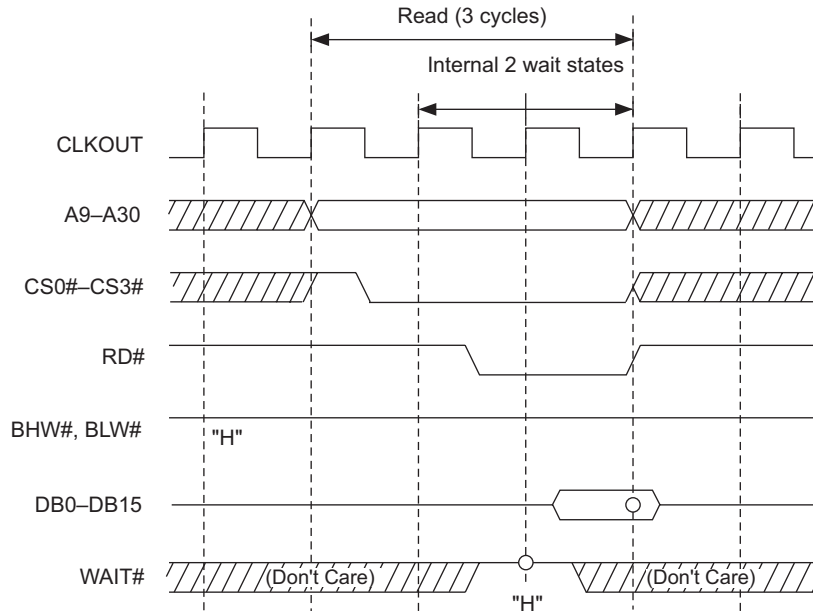 Read (3 cycles)
Internal 2 wait states
CLKOUT
A9–A30
CS0#–CS3#
RD#
BHW#, BLW#
"H"
DB0–DB15
WAIT#
(Don't Care)
(Don't Care)
"H"